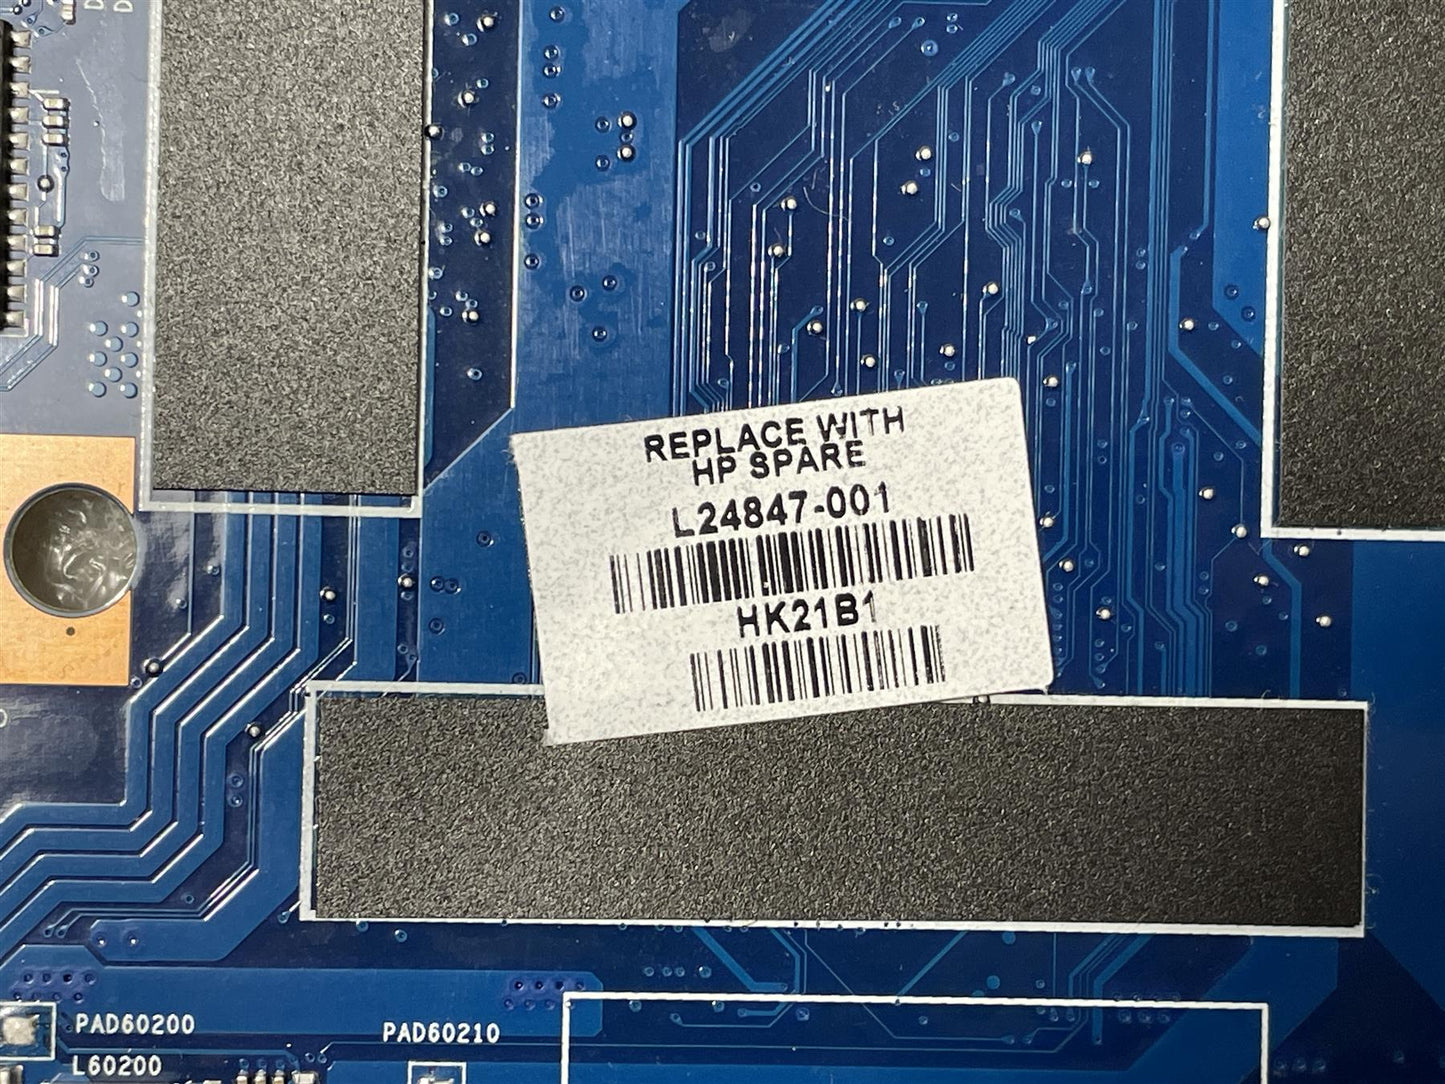 REPLACE WITH
HP SPARE
L24847-001
HK21B1
PAD60200
PAD60210
L60200